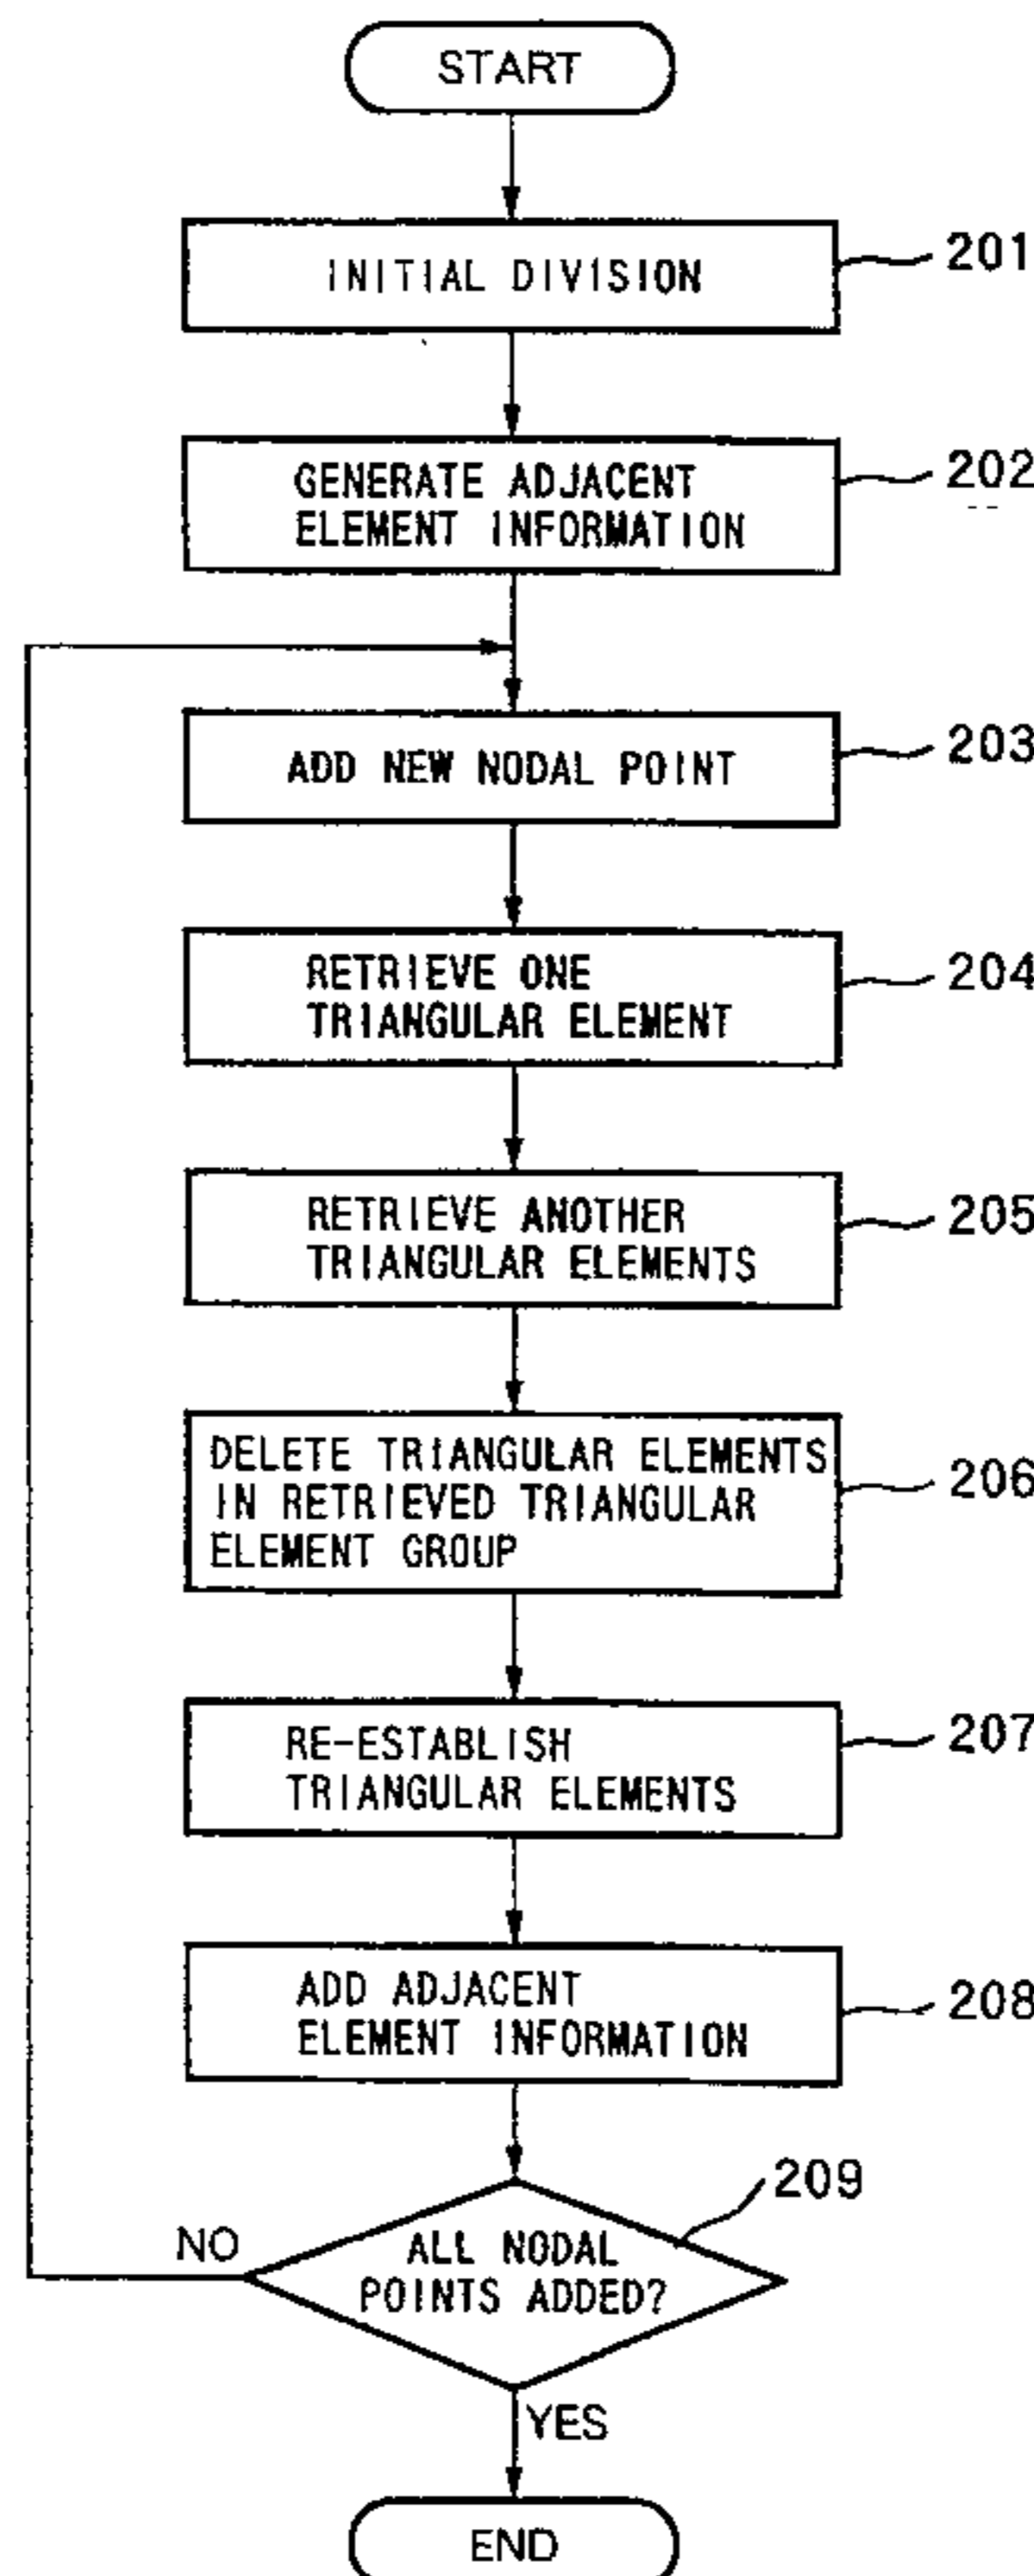 START
INITIAL DIVISION
201
GENERATE ADJACENT
ELEMENT INFORMATION
202
ADD NEW NODAL POINT
203
RETRIEVE ONE
TRIANGULAR ELEMENT
204
RETRIEVE ANOTHER
TRIANGULAR ELEMENTS
205
DELETE TRIANGULAR ELEMENTS
IN RETRIEVED TRIANGULAR
ELEMENT GROUP
206
RE-ESTABLISH
TRIANGULAR ELEMENTS
207
ADD ADJACENT
ELEMENT INFORMATION
208
209
NO
ALL NODAL
POINTS ADDED?
YES
END